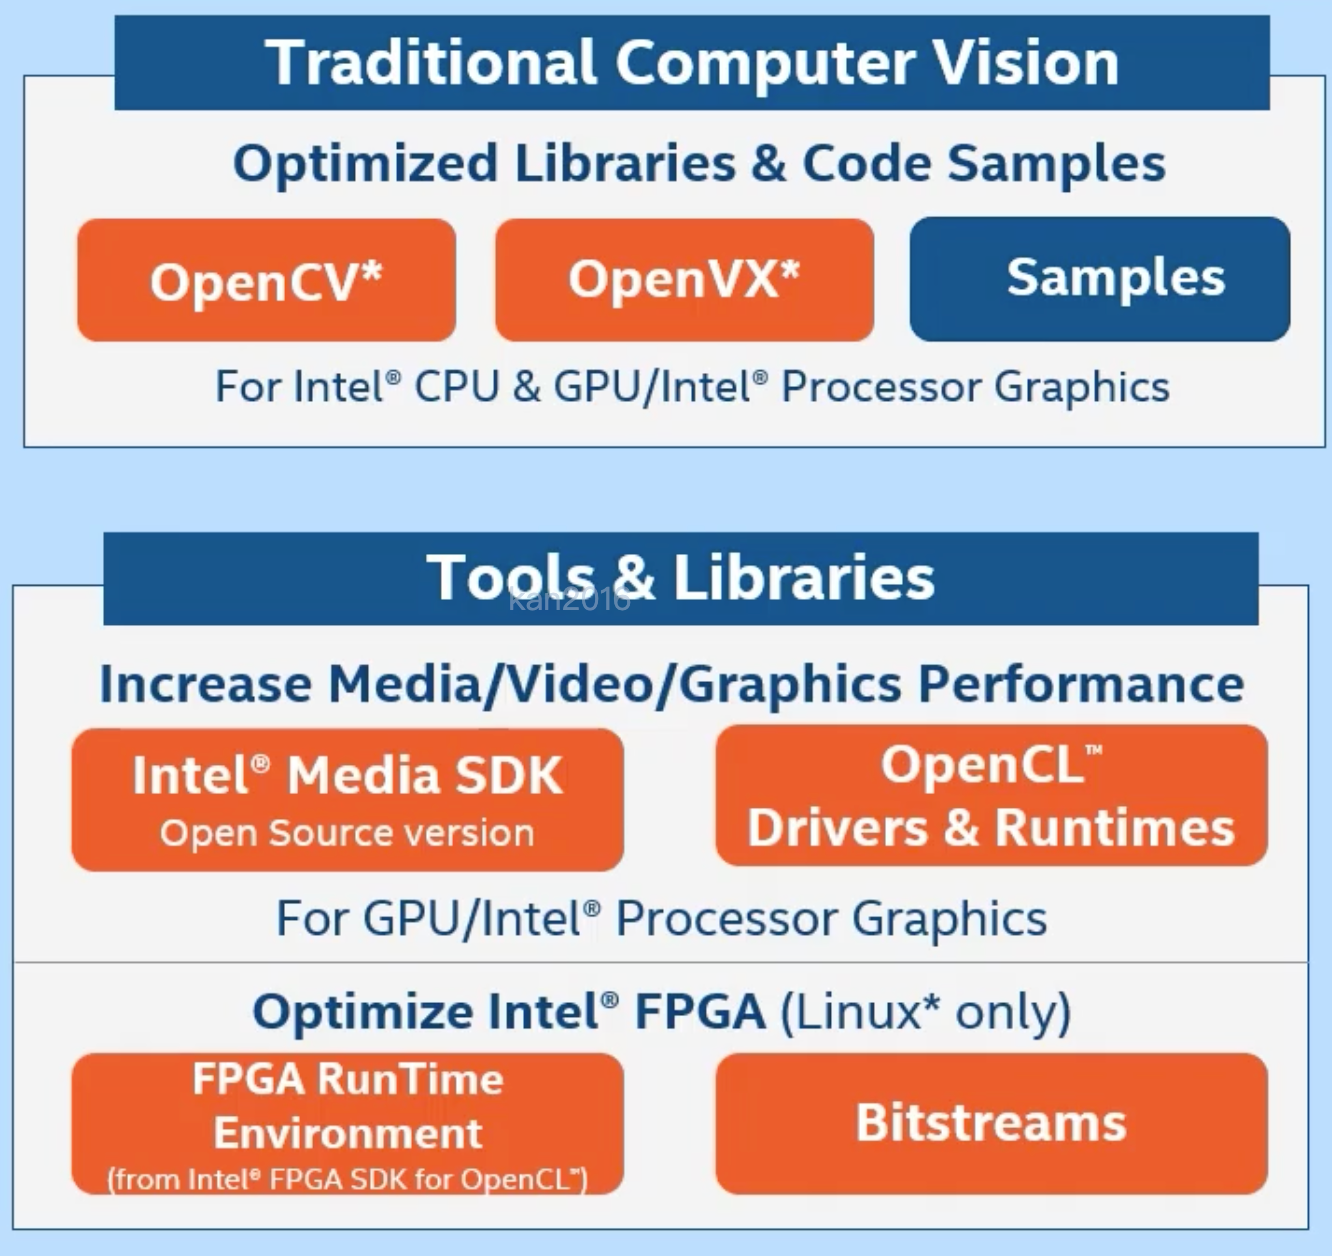 Traditional Computer Vision
Optimized Libraries & Code Samples
OpenCV*
OpenVX*
Samples
For Intel® CPU & GPU/Intel® Processor Graphics
Tools & Libraries
kan2016
Increase Media/Video/Graphics Performance
Intel® Media SDK
Open Source version
OpenCL™
Drivers & Runtimes
For GPU/Intel® Processor Graphics
Optimize Intel® FPGA (Linux* only)
FPGA RunTime
Environment
(from Intel® FPGA SDK for OpenCL™)
Bitstreams